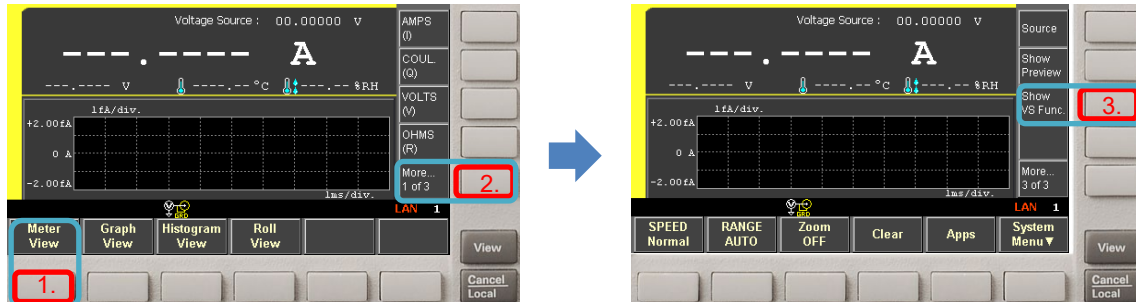 Voltage Source : 00.00000 V
---.---- A
---.---- V ----.--°C ---.-- %RH
1fA/div.
+2.00fA
0 A
-2.00fA
1ms/div.
AMPS
(I)
COUL.
(Q)
VOLTS
(V)
OHMS
(R)
More...
1 of 3
2.
GRD
LAN 1
Meter
View
Graph
View
Histogram
View
Roll
View
1.
View
Cancel
Local
Voltage Source : 00.00000 V
---.---- A
---.---- V ----.--°C ---.-- %RH
1fA/div.
+2.00fA
0 A
-2.00fA
1ms/div.
Source
Show
Preview
Show
VS Func.
3.
More...
3 of 3
GRD
LAN 1
SPEED
Normal
RANGE
AUTO
Zoom
OFF
Clear
Apps
System
Menu▼
View
Cancel
Local